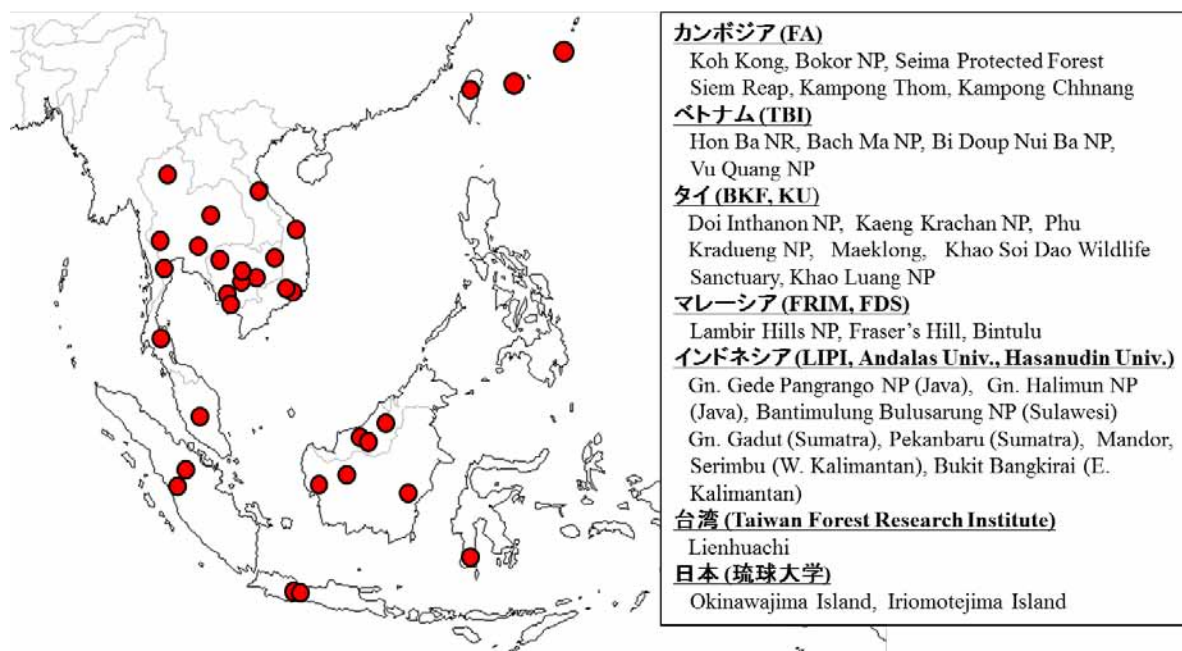 カンボジア (FA)
Koh Kong, Bokor NP, Seima Protected Forest
Siem Reap, Kampong Thom, Kampong Chhnang
ベトナム (TBI)
Hon Ba NR, Bach Ma NP, Bi Doup Nui Ba NP,
Vu Quang NP
タイ (BKF, KU)
Doi Inthanon NP, Kaeng Krachan NP, Phu
Kradueng NP, Maeklong, Khao Soi Dao Wildlife
Sanctuary, Khao Luang NP
マレーシア (FRIM, FDS)
Lambir Hills NP, Fraser's Hill, Bintulu
インドネシア (LIPI, Andalas Univ., Hasanudin Univ.)
Gn. Gede Pangrango NP (Java), Gn. Halimun NP
(Java), Bantimulung Bulusarung NP (Sulawesi)
Gn. Gadut (Sumatra), Pekanbaru (Sumatra), Mandor,
Serimbu (W. Kalimantan), Bukit Bangkirai (E.
Kalimantan)
台湾 (Taiwan Forest Research Institute)
Lienhuachi
日本 (琉球大学)
Okinawajima Island, Iriomotejima Island